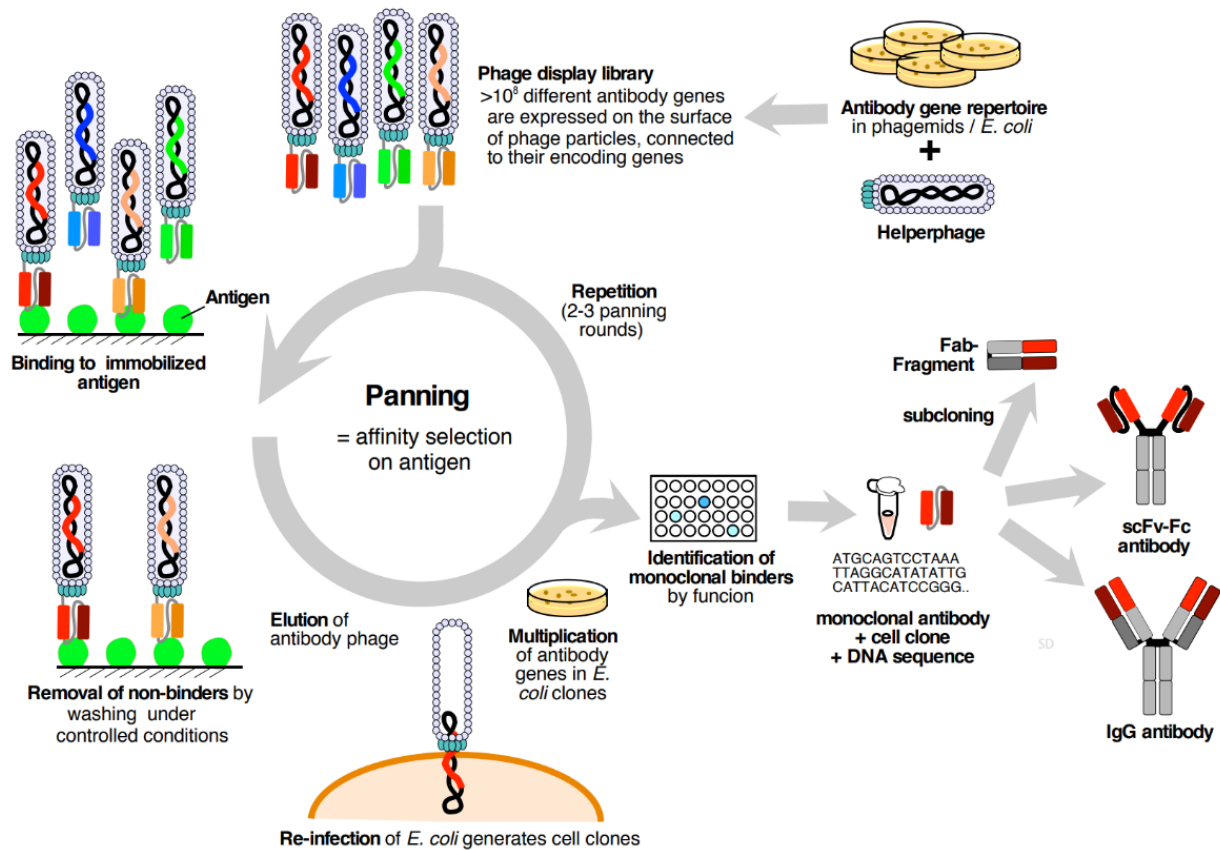 Phage display library
>10⁸ different antibody genes
are expressed on the surface
of phage particles, connected
to their encoding genes
Antibody gene repertoire
in phagemids / E. coli
+
Helperphage
Antigen
Binding to immobilized
antigen
Repetition
(2-3 panning
rounds)
Panning
= affinity selection
on antigen
Removal of non-binders by
washing under
controlled conditions
Elution of
antibody phage
Re-infection of E. coli generates cell clones
Multiplication
of antibody
genes in E.
coli clones
Identification of
monoclonal binders
by funcion
ATGCAGTCCTAAA
TTAGGCATATATTG
CATTACATCCGGG..
monoclonal antibody
+ cell clone
+ DNA sequence
subcloning
Fab-
Fragment
scFv-Fc
antibody
IgG antibody
SD